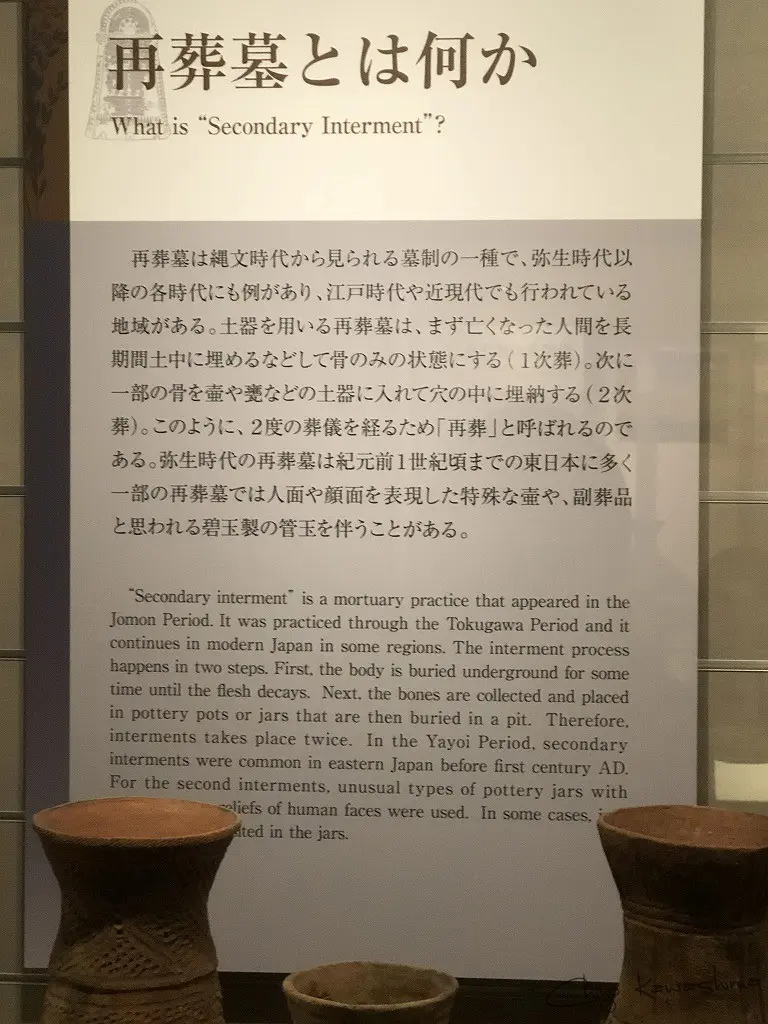 再葬墓とは何か
What is “Secondary Interment”?
再葬墓は縄文時代から見られる墓制の一種で、弥生時代以
降の各時代にも例があり、江戸時代や近現代でも行われている
地域がある。土器を用いる再葬墓は、まず亡くなった人間を長
期間土中に埋めるなどして骨のみの状態にする(1次葬)。次に
一部の骨を壷や甕などの土器に入れて穴の中に埋納する(2次
葬)。このように、2度の葬儀を経るため「再葬」と呼ばれるので
ある。弥生時代の再葬墓は紀元前1世紀頃までの東日本に多く
一部の再葬墓では人面や顔面を表現した特殊な壷や、副葬品
と思われる碧玉製の管玉を伴うことがある。
“Secondary interment” is a mortuary practice that appeared in the
Jomon Period. It was practiced through the Tokugawa Period and it
continues in modern Japan in some regions. The interment process
happens in two steps. First, the body is buried underground for some
time until the flesh decays. Next, the bones are collected and placed
in pottery pots or jars that are then buried in a pit. Therefore,
interments takes place twice. In the Yayoi Period, secondary
interments were common in eastern Japan before first century AD.
For the second interments, unusual types of pottery jars with
eliefs of human faces were used. In some cases,
ated in the jars.
Kawashima